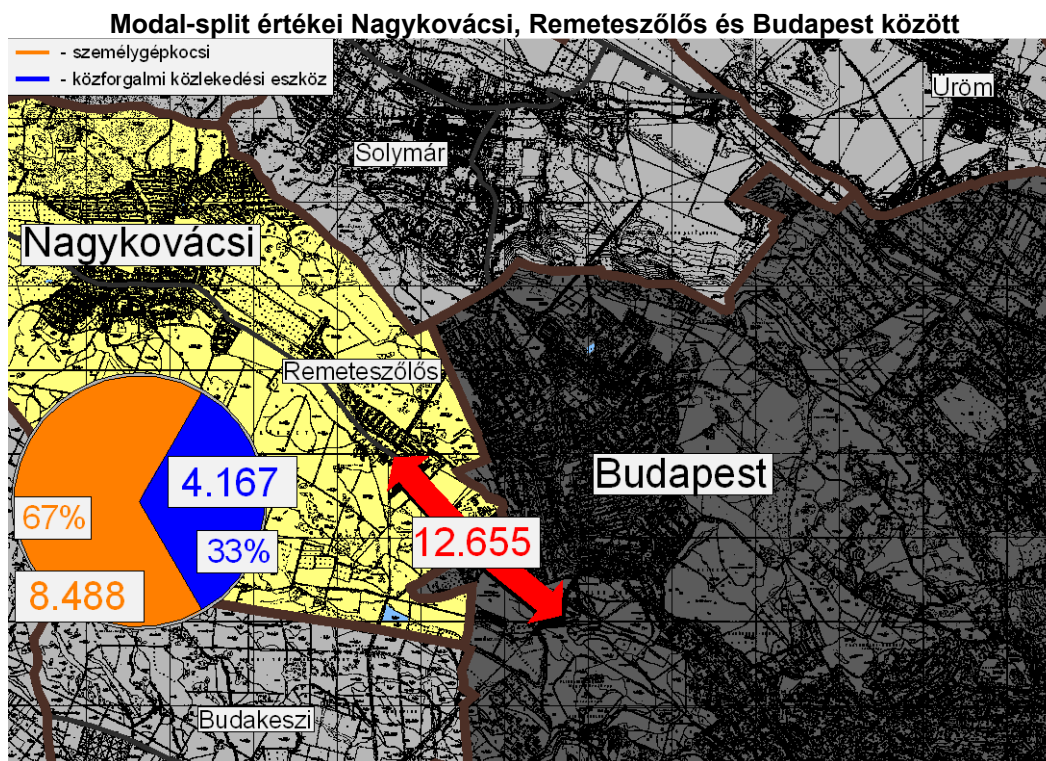 Modal-split értékei Nagykovácsi, Remeteszőlős és Budapest között
- személygépkocsi
- közforgalmi közlekedési eszköz
Üröm
Solymár
Nagykovácsi
Remeteszőlős
4.167
Budapest
67%
33%
12.655
8.488
Budakeszi